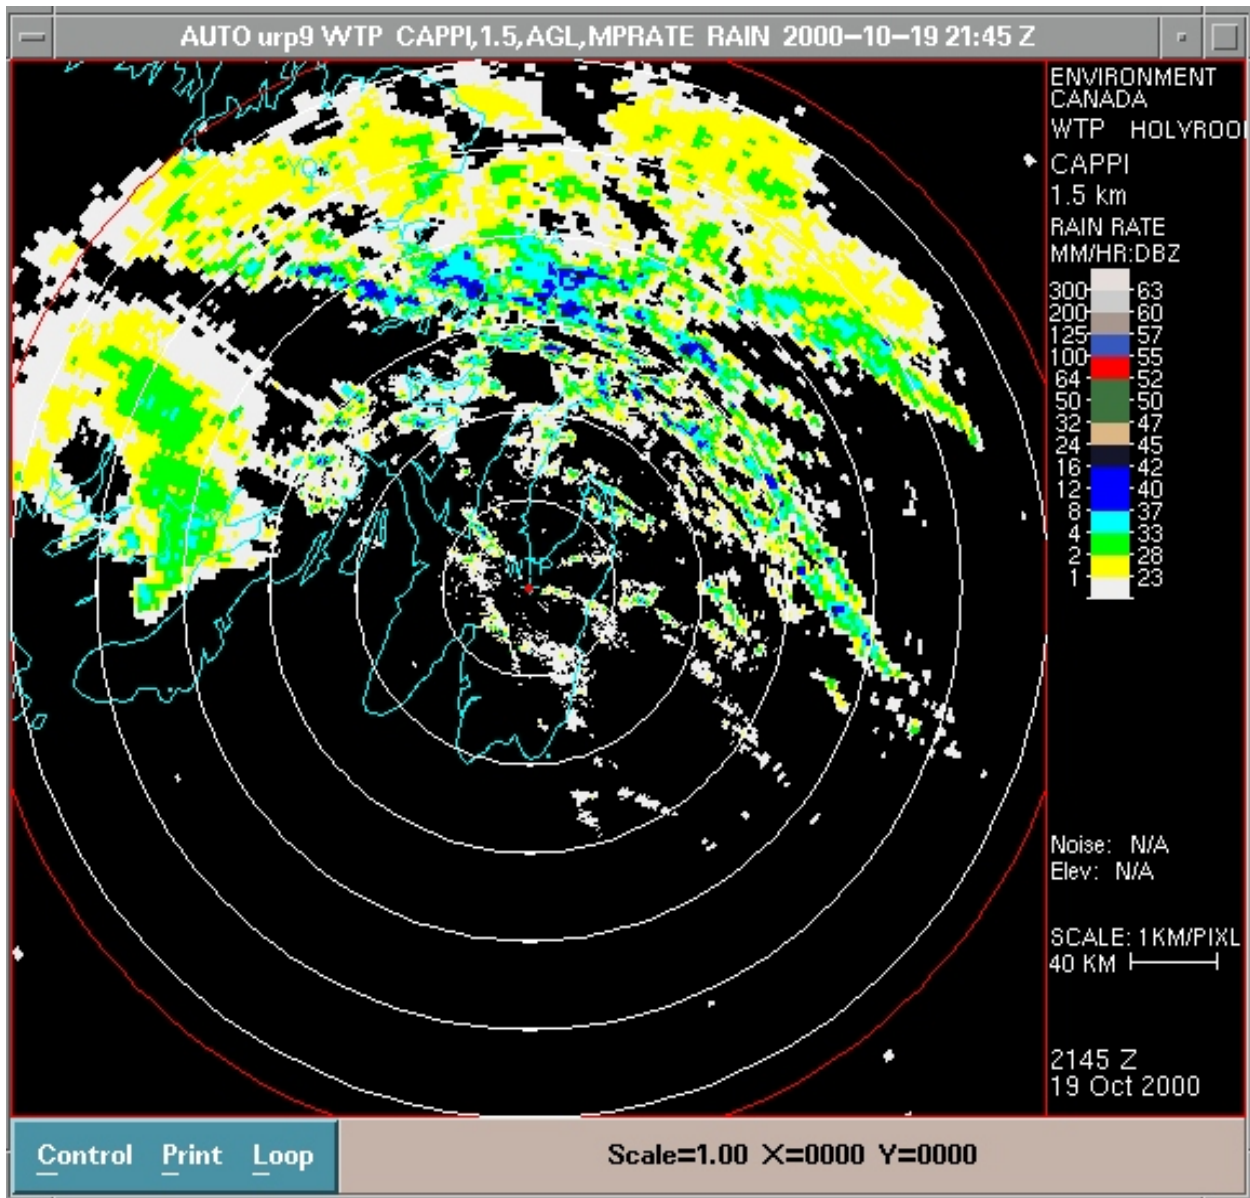 AUTO urp9 WTP CAPPI,1.5,AGL,MPRATE RAIN 2000-10-19 21:45 Z
ENVIRONMENT
CANADA
WTP HOLYROO
CAPPI
1.5 km
RAIN RATE
MM/HR:DBZ
300 63
200 60
125 57
100 55
64 52
50 50
32 47
24 45
16 42
12 40
8 37
4 33
2 28
1 23
YQX
WTP
Noise: N/A
Elev: N/A
SCALE: 1KM/PIXL
40 KM
2145 Z
19 Oct 2000
Control Print Loop
Scale=1.00 X=0000 Y=0000